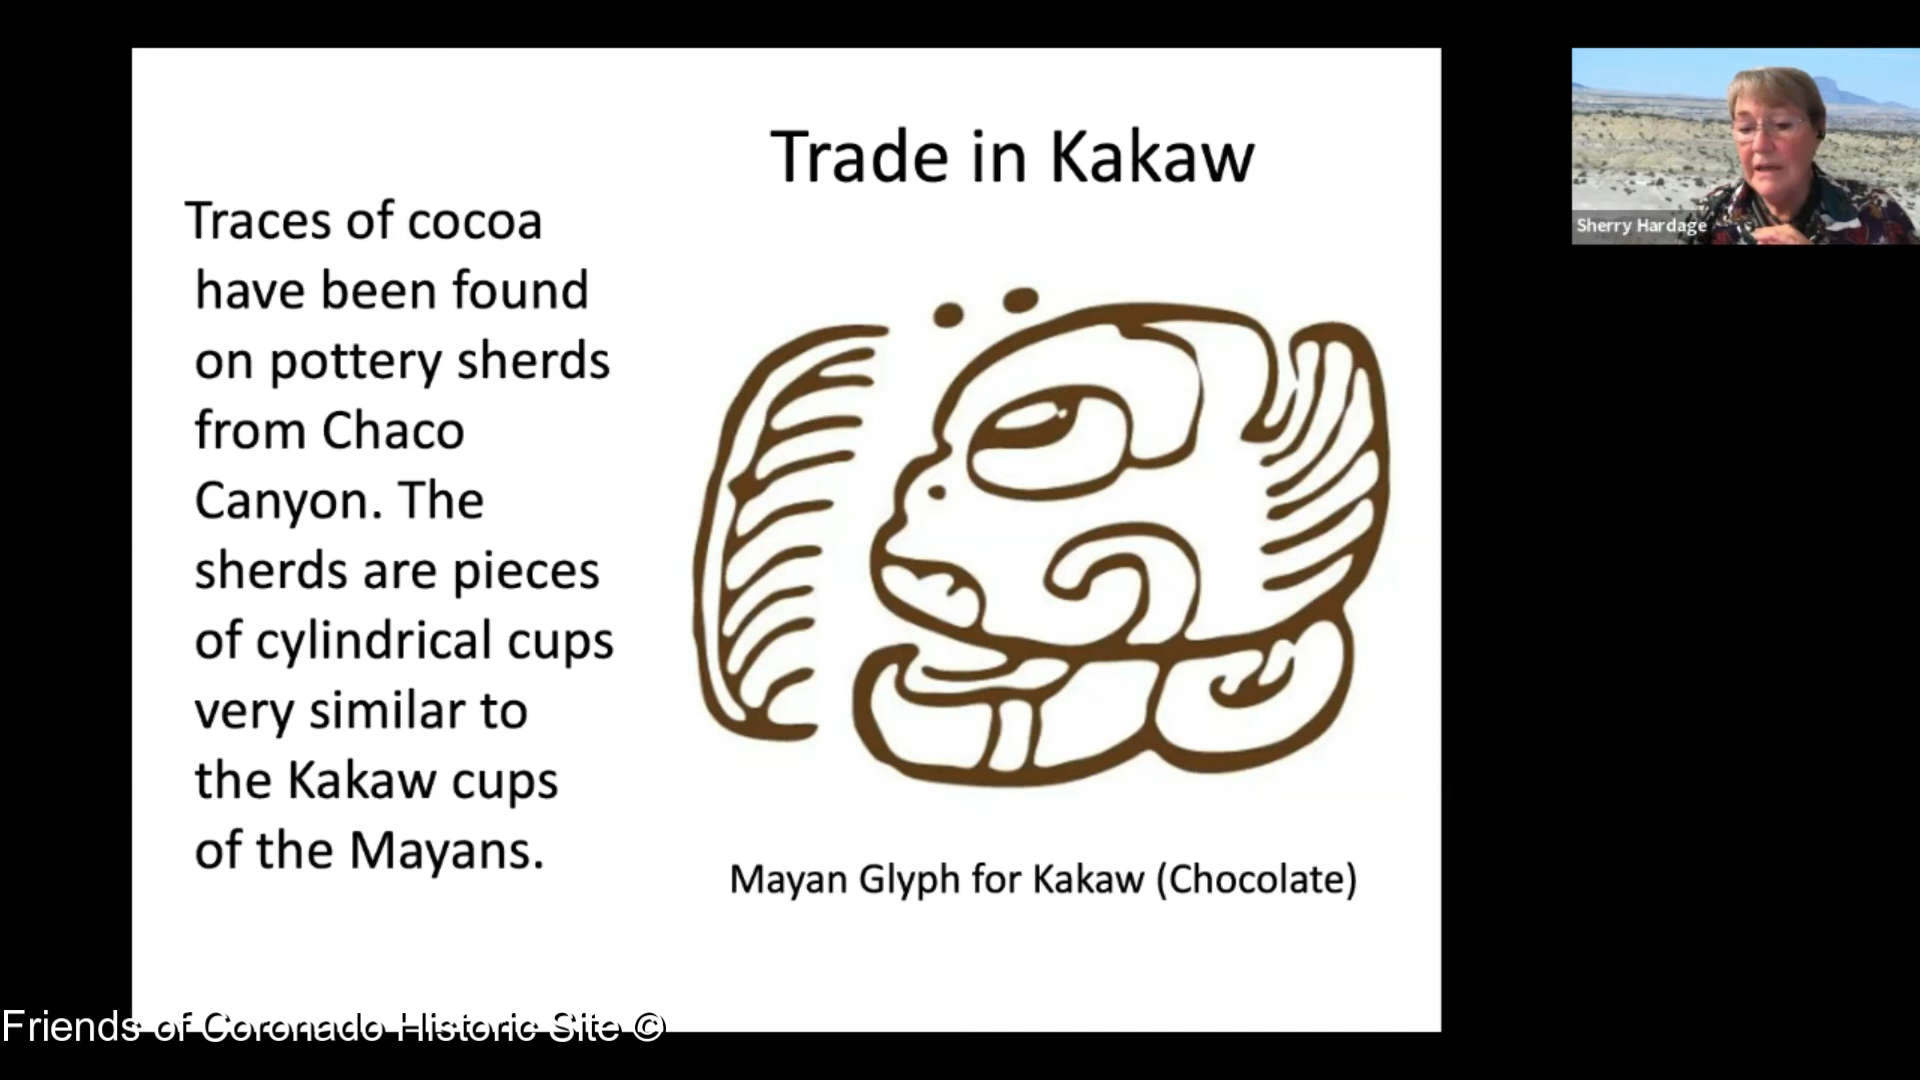 Trade in Kakaw
Traces of cocoa
have been found
on pottery sherds
from Chaco
Canyon. The
sherds are pieces
of cylindrical cups
very similar to
the Kakaw cups
of the Mayans.
Mayan Glyph for Kakaw (Chocolate)
Sherry Hardage
Friends of Coronado Historic Site ©